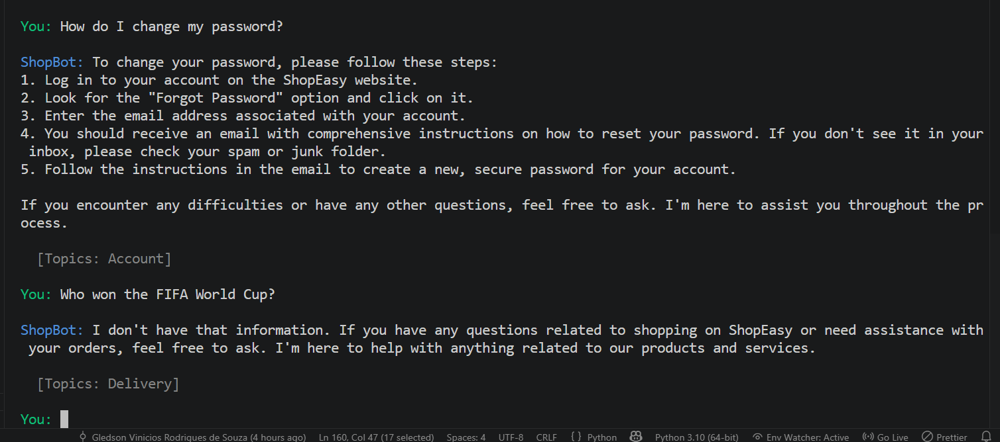 You: How do I change my password?
ShopBot: To change your password, please follow these steps:
1. Log in to your account on the ShopEasy website.
2. Look for the "Forgot Password" option and click on it.
3. Enter the email address associated with your account.
4. You should receive an email with comprehensive instructions on how to reset your password. If you don't see it in your
inbox, please check your spam or junk folder.
5. Follow the instructions in the email to create a new, secure password for your account.
If you encounter any difficulties or have any other questions, feel free to ask. I'm here to assist you throughout the pr
ocess.
[Topics: Account]
You: Who won the FIFA World Cup?
ShopBot: I don't have that information. If you have any questions related to shopping on ShopEasy or need assistance with
your orders, feel free to ask. I'm here to help with anything related to our products and services.
[Topics: Delivery]
You:
Gledson Vinicios Rodrigues de Souza (4 hours ago) Ln 160, Col 47 (17 selected) Spaces: 4 UTF-8 CRLF { } Python Python 3.10 (64-bit) Env Watcher: Active Go Live Prettier